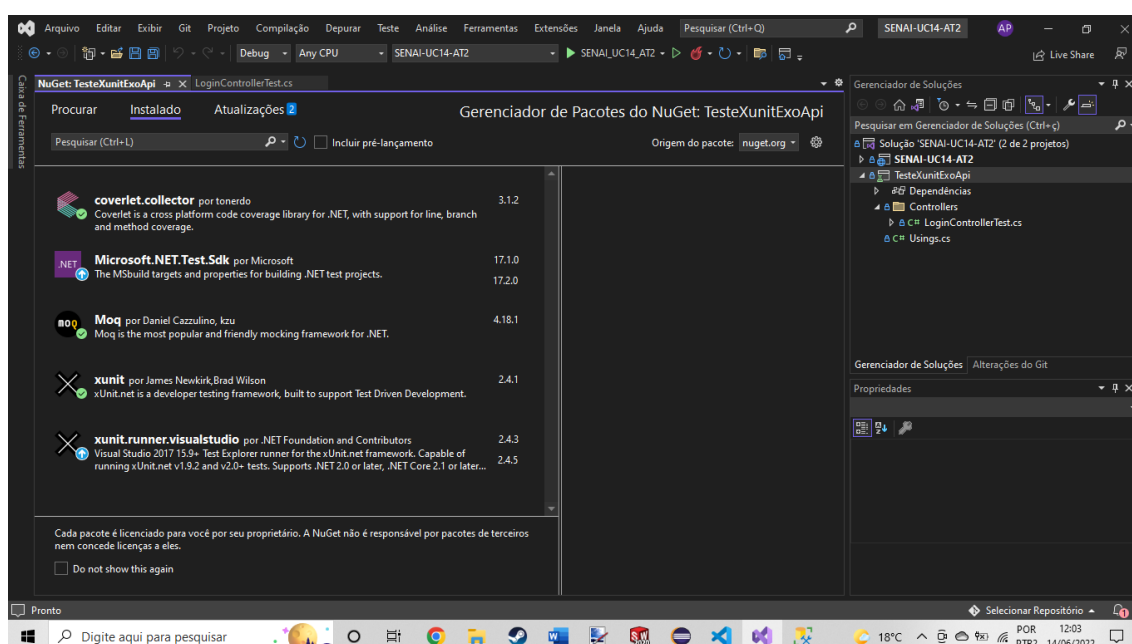 Arquivo Editar Exibir Git Projeto Compilação Depurar Teste Análise Ferramentas Extensões Janela Ajuda Pesquisar (Ctrl+Q) SENAI-UC14-AT2 AP
Debug Any CPU SENAI-UC14-AT2 SENAI_UC14_AT2 Live Share
Caixa de Ferramentas
NuGet: TesteXunitExoApi LoginControllerTest.cs
Procurar Instalado Atualizações 2 Gerenciador de Pacotes do NuGet: TesteXunitExoApi
Pesquisar (Ctrl+L) Incluir pré-lançamento Origem do pacote: nuget.org
coverlet.collector por tonerdo 3.1.2
Coverlet is a cross platform code coverage library for .NET, with support for line, branch
and method coverage.
.NET
Microsoft.NET.Test.Sdk por Microsoft 17.1.0
The MSbuild targets and properties for building .NET test projects.
17.2.0
moq
Moq por Daniel Cazzulino, kzu 4.18.1
Moq is the most popular and friendly mocking framework for .NET.
xunit por James Newkirk,Brad Wilson 2.4.1
xUnit.net is a developer testing framework, built to support Test Driven Development.
xunit.runner.visualstudio por .NET Foundation and Contributors 2.4.3
Visual Studio 2017 15.9+ Test Explorer runner for the xUnit.net framework. Capable of
running xUnit.net v1.9.2 and v2.0+ tests. Supports .NET 2.0 or later, .NET Core 2.1 or later...
2.4.5
Cada pacote é licenciado para você por seu proprietário. A NuGet não é responsável por pacotes de terceiros
nem concede licenças a eles.
Do not show this again
Gerenciador de Soluções
Pesquisar em Gerenciador de Soluções (Ctrl+ç)
Solução 'SENAI-UC14-AT2' (2 de 2 projetos)
SENAI-UC14-AT2
TesteXunitExoApi
Dependências
Controllers
C# LoginControllerTest.cs
C# Usings.cs
Gerenciador de Soluções Alterações do Git
Propriedades
Pronto Selecionar Repositório
Digite aqui para pesquisar 18°C POR 12:03
PTB2 14/06/2022